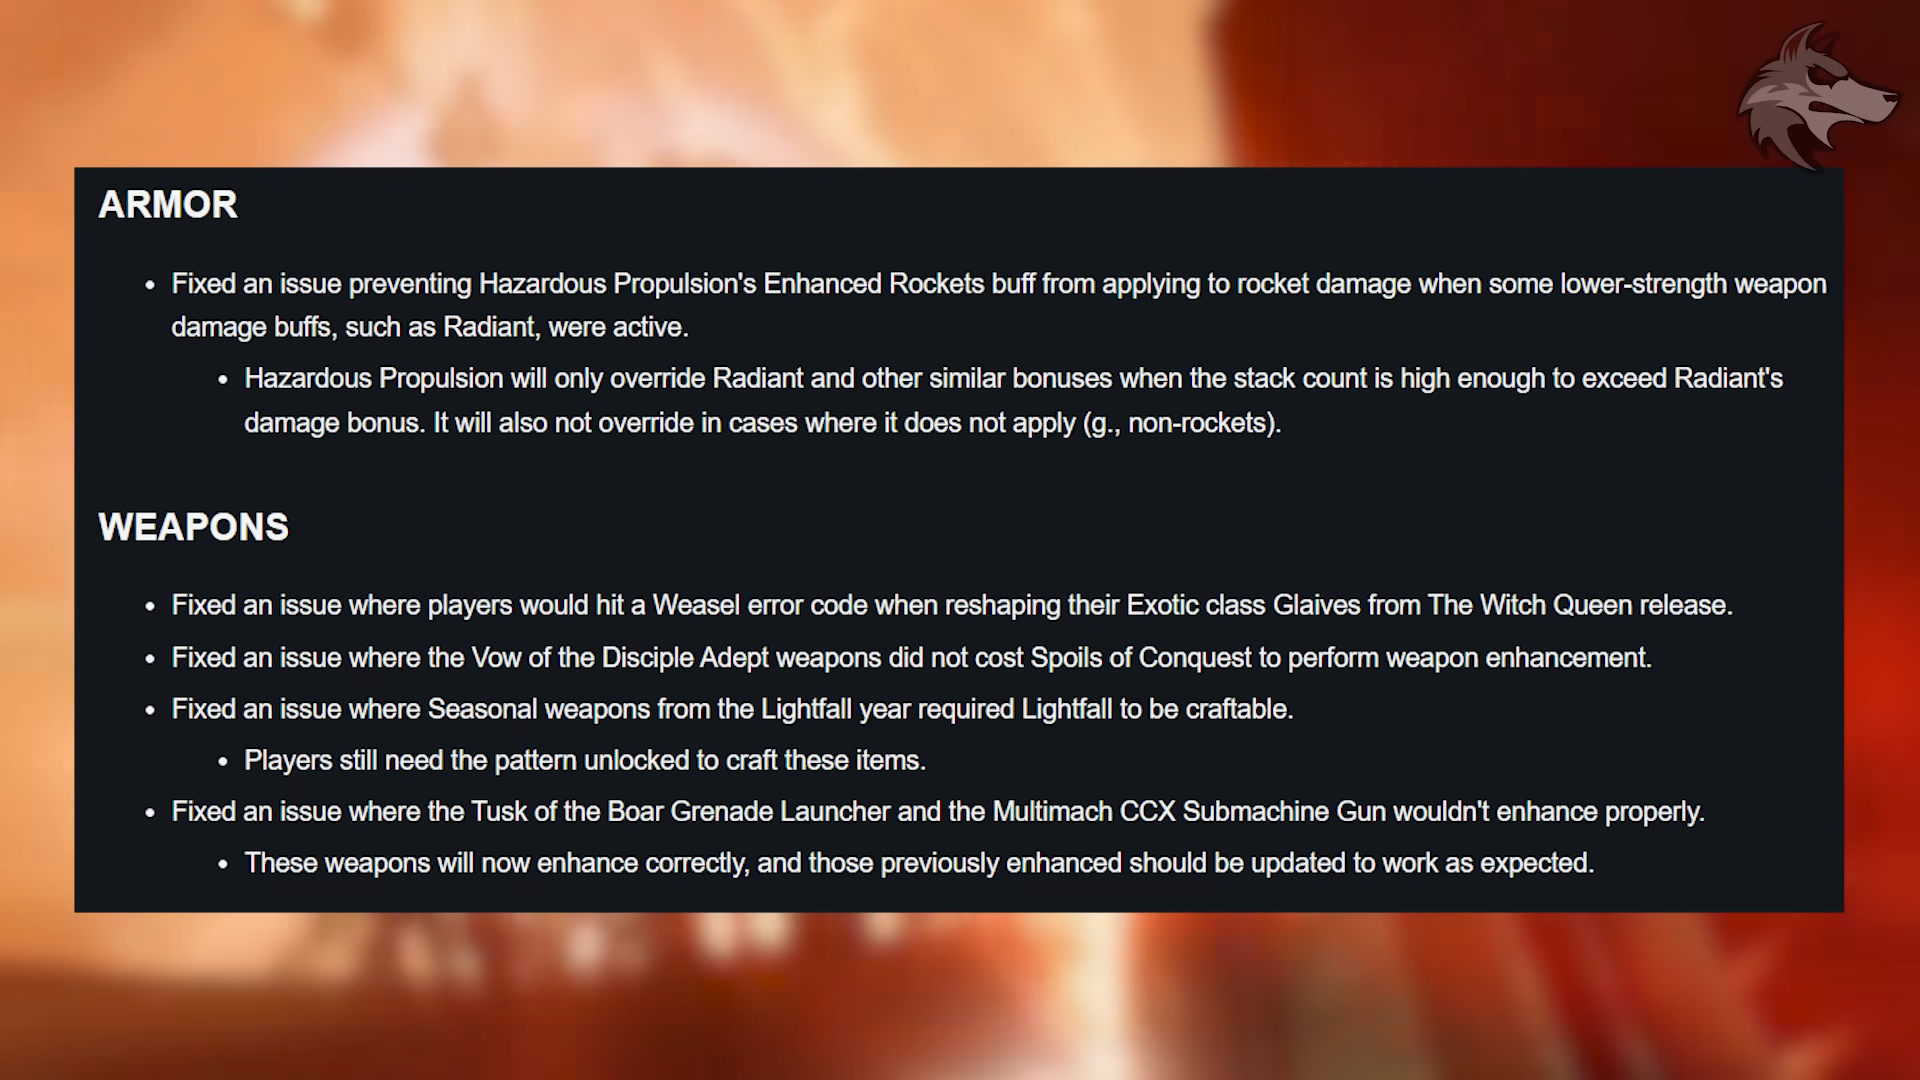 ARMOR
• Fixed an issue preventing Hazardous Propulsion's Enhanced Rockets buff from applying to rocket damage when some lower-strength weapon
damage buffs, such as Radiant, were active.
• Hazardous Propulsion will only override Radiant and other similar bonuses when the stack count is high enough to exceed Radiant's
damage bonus. It will also not override in cases where it does not apply (g., non-rockets).
WEAPONS
• Fixed an issue where players would hit a Weasel error code when reshaping their Exotic class Glaives from The Witch Queen release.
• Fixed an issue where the Vow of the Disciple Adept weapons did not cost Spoils of Conquest to perform weapon enhancement.
• Fixed an issue where Seasonal weapons from the Lightfall year required Lightfall to be craftable.
• Players still need the pattern unlocked to craft these items.
• Fixed an issue where the Tusk of the Boar Grenade Launcher and the Multimach CCX Submachine Gun wouldn't enhance properly.
• These weapons will now enhance correctly, and those previously enhanced should be updated to work as expected.